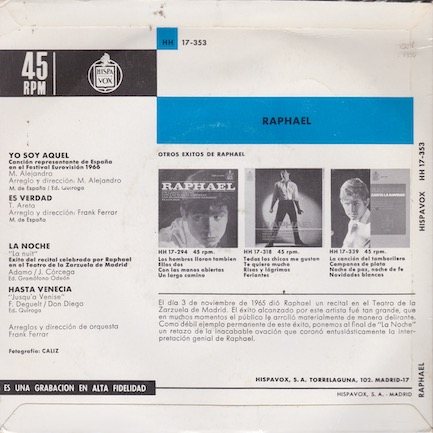 HH 17-353
45
RPM
HISPA
VOX
RAPHAEL
YO SOY AQUEL
Canción representante de España
en el Festival Eurovisión 1966
M. Alejandro
Arreglo y dirección: M. Alejandro
M. de España / Ed. Quiroga
ES VERDAD
T. Areta
Arreglo y dirección: Frank Ferrar
M. de España
LA NOCHE
"La nuit"
Exito del recital celebrado por Raphael
en el Teatro de la Zarzuela de Madrid
Adamo / J. Córcega
Ed. Gramófono Odeón
HASTA VENECIA
"Jusqu'a Venise"
F. Deguelt / Don Diego
Ed. Quiroga
Arreglos y dirección de orquesta
Frank Ferrar
Fotografía: CALIZ
ES UNA GRABACION EN ALTA FIDELIDAD
OTROS EXITOS DE RAPHAEL
RAPHAEL
HH 17-294 45 rpm.
Los hombres lloran tambien
Ellos dos
Con las manos abiertas
Un largo camino
HH 17-318 45 rpm.
Todas las chicas me gustan
Te quiero mucho
Risas y lágrimas
Feriantes
HH 17-339 45 rpm.
La canción del tamborilero
Campanas de plata
Noche de paz, noche de fe
Navidades blancas
El día 3 de noviembre de 1965 dió Raphael un recital en el Teatro de la
Zarzuela de Madrid. El éxito alcanzado por este artista fué tan grande, que
en muchos momentos el público le arrolló materialmente de manera delirante.
Como débil ejemplo permanente de este éxito, ponemos al final de "La Noche"
un retazo de la inacabable ovación que coronó entusiásticamente la interpre-
tación genial de Raphael.
HISPAVOX, S. A. TORRELAGUNA, 102. MADRID-17
HISPAVOX, S. A. - MADRID
HISPAVOX HH 17-353
RAPHAEL